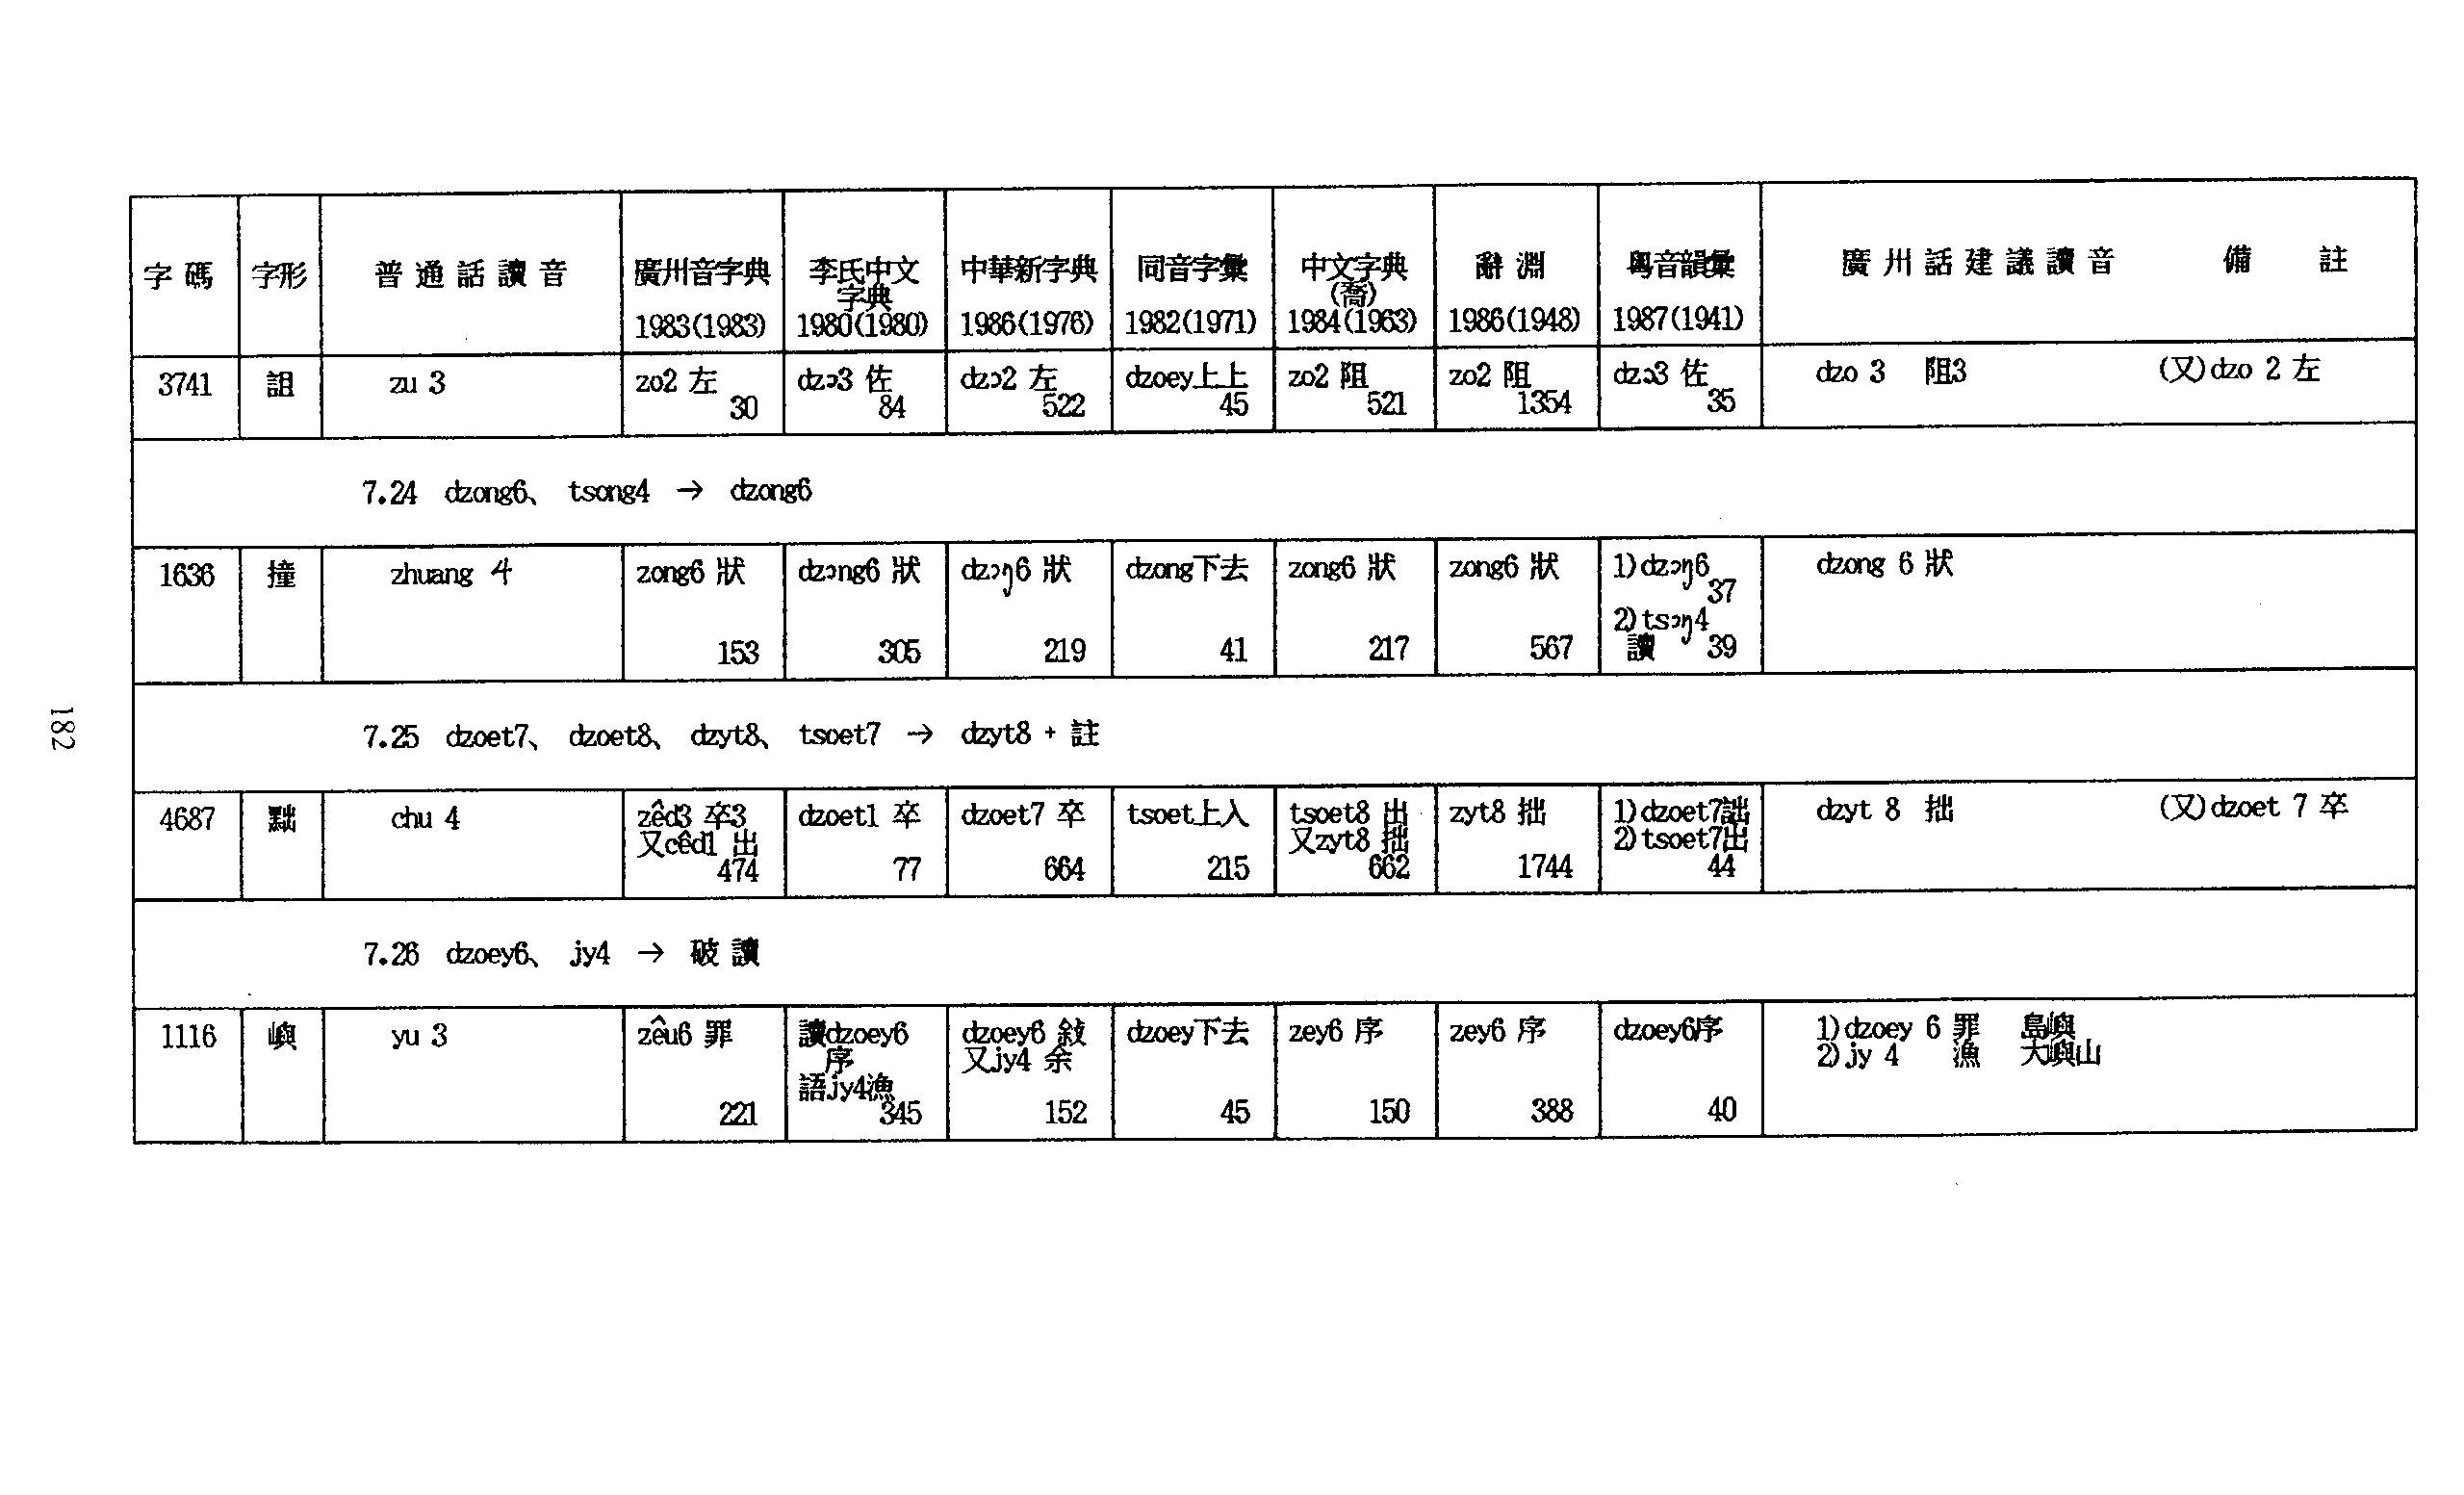 字碼 字形 普通話讀音 廣州音字典 李氏中文字典 中華新字典 同音字彙 中文字典(喬) 辭淵 粵音韻彙 廣州話建議讀音 備註
1983(1983) 1980(1980) 1986(1976) 1982(1971) 1984(1963) 1986(1948) 1987(1941)
3741 詛 zu 3 zo2 左 30 dzɔ3 佐 84 dzɔ2 左 522 dzoey上上 45 zo2 阻 521 zo2 阻 1354 dzɔ3 佐 35 dzo 3 阻3 (又)dzo 2 左
7.24 dzong6、 tsong4 → dzong6
1636 撞 zhuang 4 zong6 狀 153 dzɔng6 狀 305 dzɔŋ6 狀 219 dzong下去 41 zong6 狀 217 zong6 狀 567 1)dzɔŋ6 37 2)tsɔŋ4 讀 39 dzong 6 狀
7.25 dzoet7、 dzoet8、 dzyt8、 tsoet7 → dzyt8 + 註
4687 黜 chu 4 zêd3 卒3 又cêd1 出 474 dzoet1 卒 77 dzoet7 卒 664 tsoet上入 215 tsoet8 出 又zyt8 拙 662 zyt8 拙 1744 1)dzoet7詘 2)tsoet7出 44 dzyt 8 拙 (又)dzoet 7 卒
7.26 dzoey6、 jy4 → 破讀
1116 嶼 yu 3 zêu6 罪 221 讀dzoey6 序 語jy4漁 345 dzoey6 敍 又jy4 余 152 dzoey下去 45 zey6 序 150 zey6 序 388 dzoey6序 40 1)dzoey 6 罪 島嶼 2)jy 4 漁 大嶼山
182